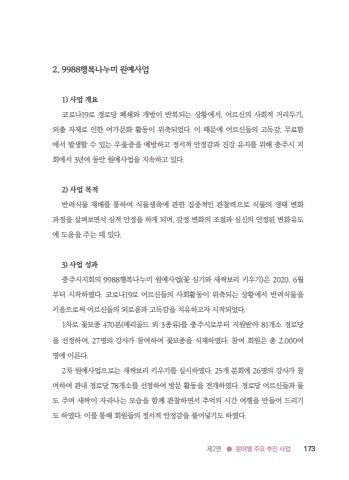 2. 9988행복나누미 원예사업
1) 사업 개요
코로나19로 경로당 폐쇄와 개방이 반복되는 상황에서, 어르신의 사회적 거리두기,
외출 자제로 인한 여가문화 활동이 위축되었다. 이 때문에 어르신들의 고독감, 무료함
에서 발생할 수 있는 우울증을 예방하고 정서적 안정감과 건강 유지를 위해 충주시 지
회에서 3년여 동안 원예사업을 지속하고 있다.
2) 사업 목적
반려식물 재배를 통하여 식물생육에 관한 집중적인 관찰력으로 식물의 생태 변화
과정을 살펴보면서 심적 안정을 하게 되며, 감정 변화의 조절과 심신의 안정된 변화유도
에 도움을 주는 데 있다.
3) 사업 성과
충주시지회의 9988행복나누미 원예사업(꽃 심기와 새싹보리 키우기)은 2020. 6월
부터 시작하였다. 코로나19로 어르신들의 사회활동이 위축되는 상황에서 반려식물을
키움으로써 어르신들의 외로움과 고독감을 치유하고자 시작되었다.
1차로 꽃모종 470본(메리골드 외 3종류)를 충주시로부터 지원받아 81개소 경로당
을 선정하여, 27명의 강사가 참여하여 꽃모종을 식재하였다. 참여 회원은 총 2,000여
명에 이른다.
2차 원예사업으로는 새싹보리 키우기를 실시하였다. 25개 분회에 26명의 강사가 참
여하여 관내 경로당 78개소를 선정하여 방문 활동을 전개하였다. 경로당 어르신들과 물
도 주며 새싹이 자라나는 모습을 함께 관찰하면서 추억의 시간 여행을 만들어 드리기
도 하였다. 이를 통해 회원들의 정서적 안정감을 불어넣기도 하였다.
제2편 ● 분야별 주요 추진 사업 173